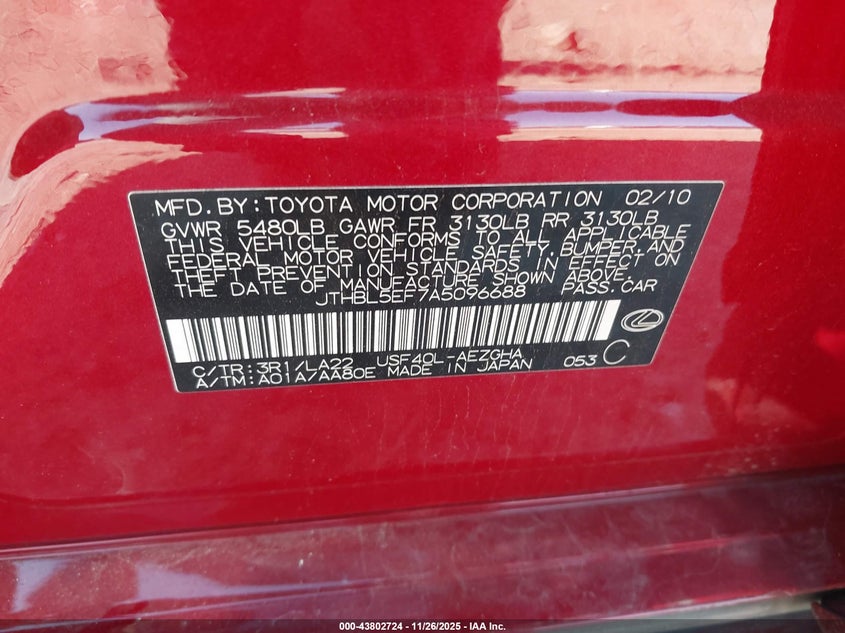 MFD. BY: TOYOTA MOTOR CORPORATION 02/10
GVWR 5480LB GAWR FR 3130LB RR 3130LB
THIS VEHICLE CONFORMS TO ALL APPLICABLE
FEDERAL MOTOR VEHICLE SAFETY, BUMPER, AND
THEFT PREVENTION STANDARDS IN EFFECT ON
THE DATE OF MANUFACTURE SHOWN ABOVE.
JTHBL5EF7A5096688 PASS. CAR
C/TR: 3R1/LA22 USF40L-AEZGHA
A/TM: A01A/AA80E MADE IN JAPAN 053 C
000-43802724 | 11/26/2025 | IAA Inc.